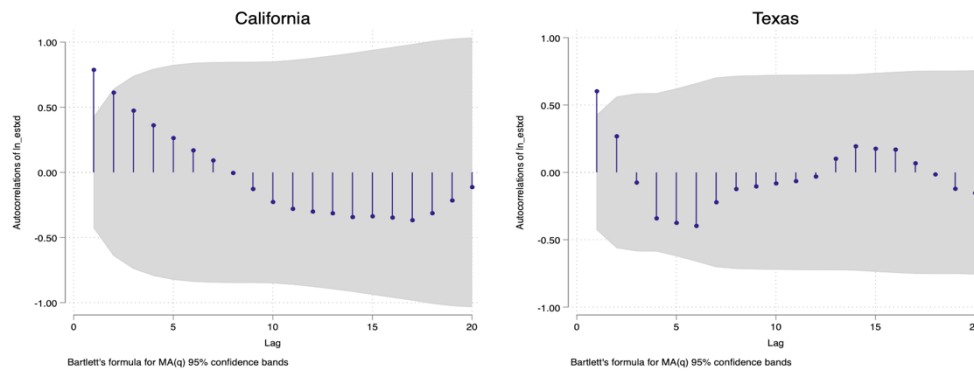 California
1.00
0.50
0.00
-0.50
-1.00
Autocorrelations of ln_estxd
0 5 10 15 20
Lag
Bartlett's formula for MA(q) 95% confidence bands
Texas
1.00
0.50
0.00
-0.50
-1.00
Autocorrelations of ln_estxd
0 5 10 15 20
Lag
Bartlett's formula for MA(q) 95% confidence bands